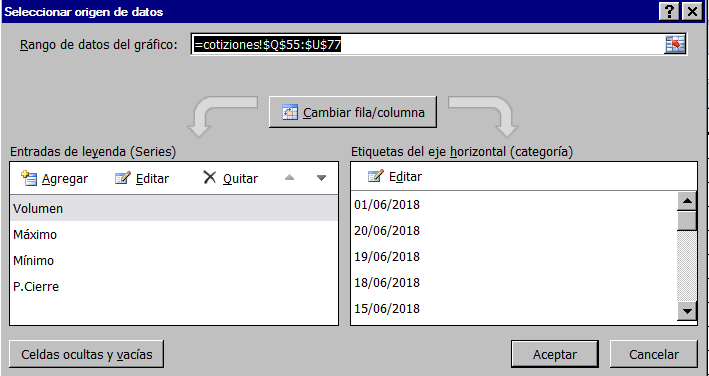 Seleccionar origen de datos
Rango de datos del gráfico: =cotiziones!$Q$55:$U$77
Cambiar fila/columna
Entradas de leyenda (Series)
Etiquetas del eje horizontal (categoría)
Agregar Editar Quitar
Editar
Volumen
Máximo
Mínimo
P.Cierre
01/06/2018
20/06/2018
19/06/2018
18/06/2018
15/06/2018
Celdas ocultas y vacías
Aceptar
Cancelar